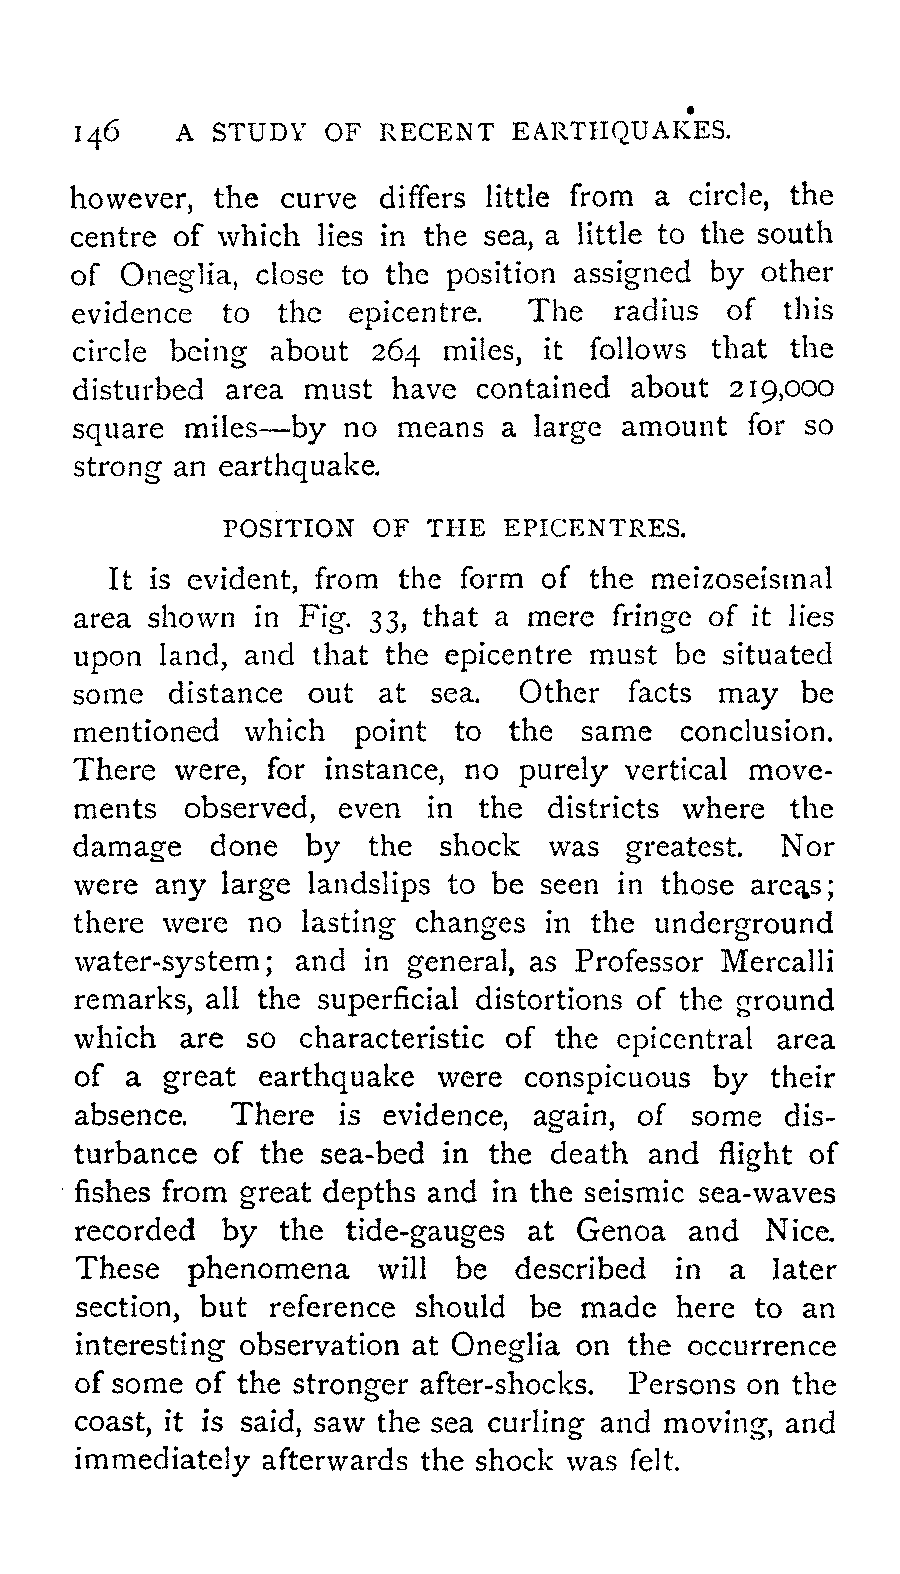 146 A STUDY OF RECENT EARTHQUAKES.
however, the curve differs little from a circle, the
centre of which lies in the sea, a little to the south
of Oneglia, close to the position assigned by other
evidence to the epicentre. The radius of this
circle being about 264 miles, it follows that the
disturbed area must have contained about 219,000
square miles—by no means a large amount for so
strong an earthquake.
POSITION OF THE EPICENTRES.
It is evident, from the form of the meizoseismal
area shown in Fig. 33, that a mere fringe of it lies
upon land, and that the epicentre must be situated
some distance out at sea. Other facts may be
mentioned which point to the same conclusion.
There were, for instance, no purely vertical move-
ments observed, even in the districts where the
damage done by the shock was greatest. Nor
were any large landslips to be seen in those areas;
there were no lasting changes in the underground
water-system; and in general, as Professor Mercalli
remarks, all the superficial distortions of the ground
which are so characteristic of the epicentral area
of a great earthquake were conspicuous by their
absence. There is evidence, again, of some dis-
turbance of the sea-bed in the death and flight of
fishes from great depths and in the seismic sea-waves
recorded by the tide-gauges at Genoa and Nice.
These phenomena will be described in a later
section, but reference should be made here to an
interesting observation at Oneglia on the occurrence
of some of the stronger after-shocks. Persons on the
coast, it is said, saw the sea curling and moving, and
immediately afterwards the shock was felt.